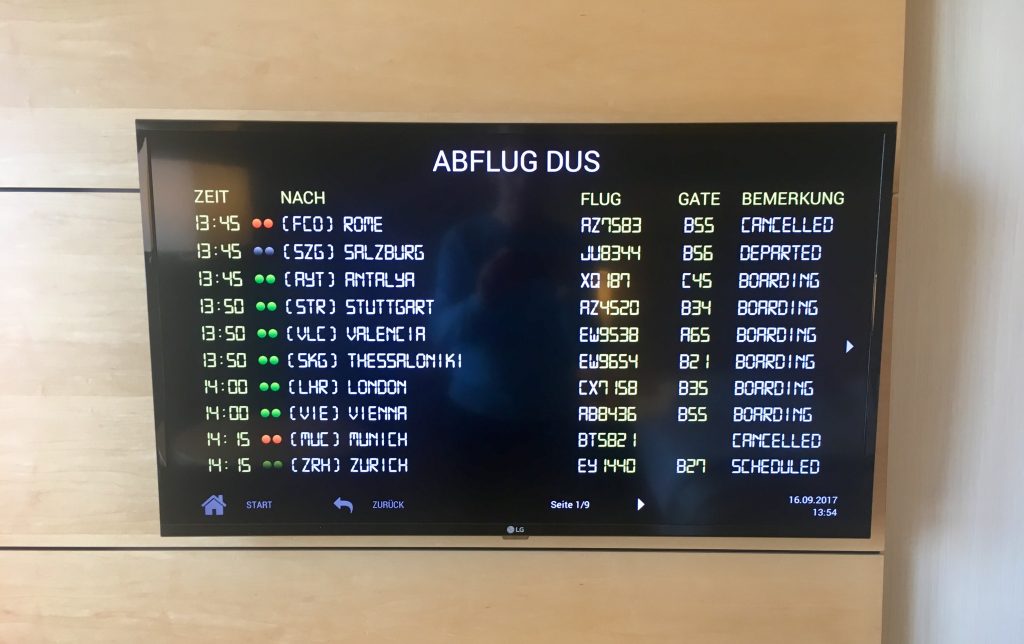 ABFLUG DUS
ZEIT NACH FLUG GATE BEMERKUNG
13:45 (FCO) ROME AZ7583 B55 CANCELLED
13:45 (SZG) SALZBURG JU8344 B56 DEPARTED
13:45 (AYT) ANTALYA XQ187 C45 BOARDING
13:50 (STR) STUTTGART AZ4520 B34 BOARDING
13:50 (VLC) VALENCIA EW9538 A65 BOARDING
13:50 (SKG) THESSALONIKI EW9654 B21 BOARDING
14:00 (LHR) LONDON CX7158 B35 BOARDING
14:00 (VIE) VIENNA AB8436 B55 BOARDING
14:15 (MUC) MUNICH BT5821 CANCELLED
14:15 (ZRH) ZURICH EY1440 B27 SCHEDULED
START ZURÜCK Seite 1/9 16.09.2017
13:54
LG